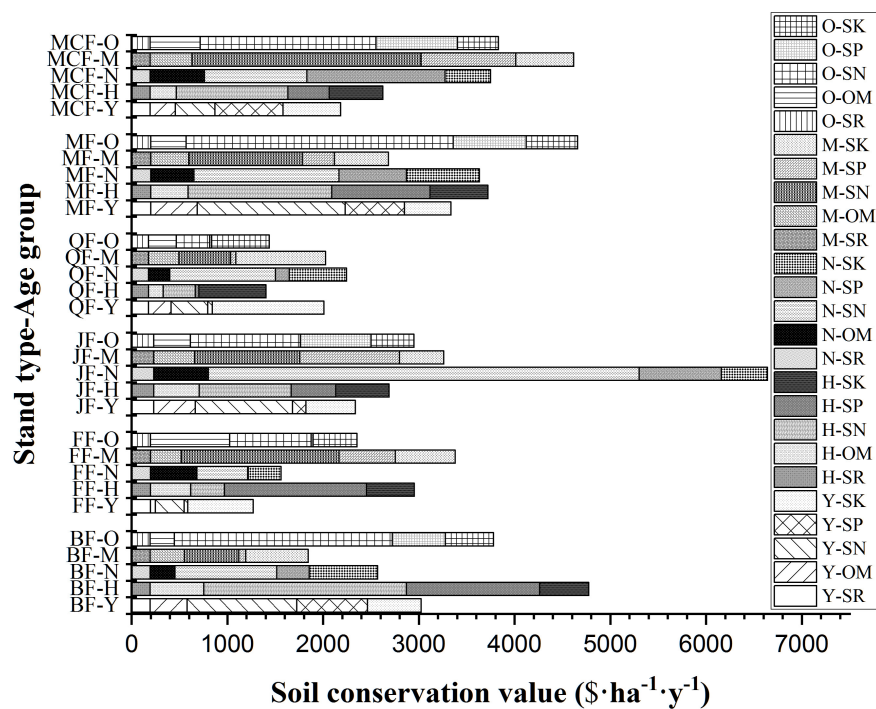 MCF-O
MCF-M
MCF-N
MCF-H
MCF-Y
MF-O
MF-M
MF-N
MF-H
MF-Y
QF-O
QF-M
QF-N
QF-H
QF-Y
JF-O
JF-M
JF-N
JF-H
JF-Y
FF-O
FF-M
FF-N
FF-H
FF-Y
BF-O
BF-M
BF-N
BF-H
BF-Y
Stand type-Age group
0 1000 2000 3000 4000 5000 6000 7000
Soil conservation value ($·ha⁻¹·y⁻¹)
O-SK
O-SP
O-SN
O-OM
O-SR
M-SK
M-SP
M-SN
M-OM
M-SR
N-SK
N-SP
N-SN
N-OM
N-SR
H-SK
H-SP
H-SN
H-OM
H-SR
Y-SK
Y-SP
Y-SN
Y-OM
Y-SR